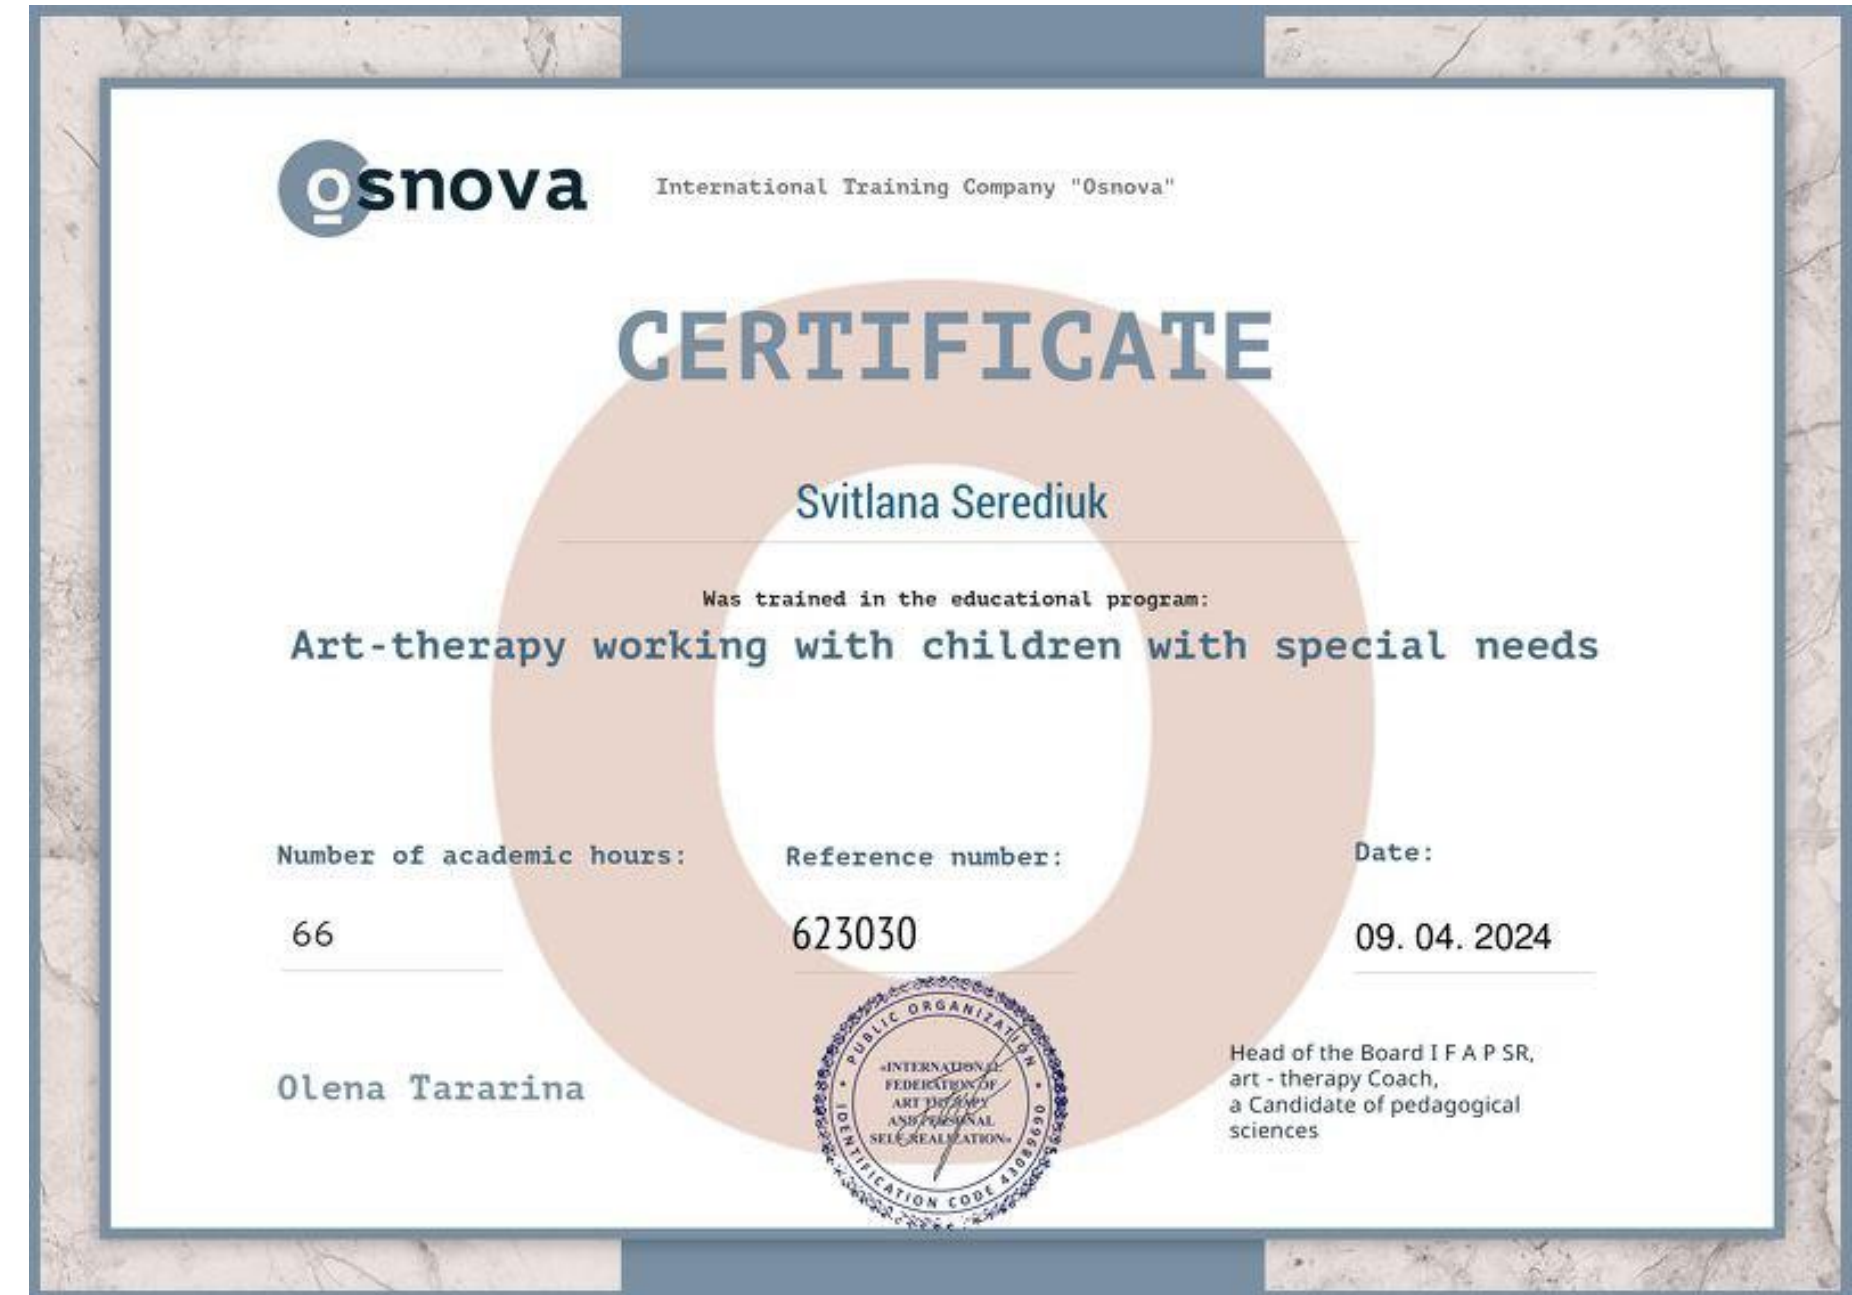 osnova
International Training Company "Osnova"
CERTIFICATE
Svitlana Serediuk
Was trained in the educational program:
Art-therapy working with children with special needs
Number of academic hours:
Reference number:
Date:
66
623030
09. 04. 2024
Olena Tararina
PUBLIC ORGANIZATION
«INTERNATIONAL
FEDERATION OF
ART THERAPY
AND PERSONAL
SELF-REALIZATION»
IDENTIFICATION CODE 43089690
Head of the Board I F A P SR,
art - therapy Coach,
a Candidate of pedagogical
sciences